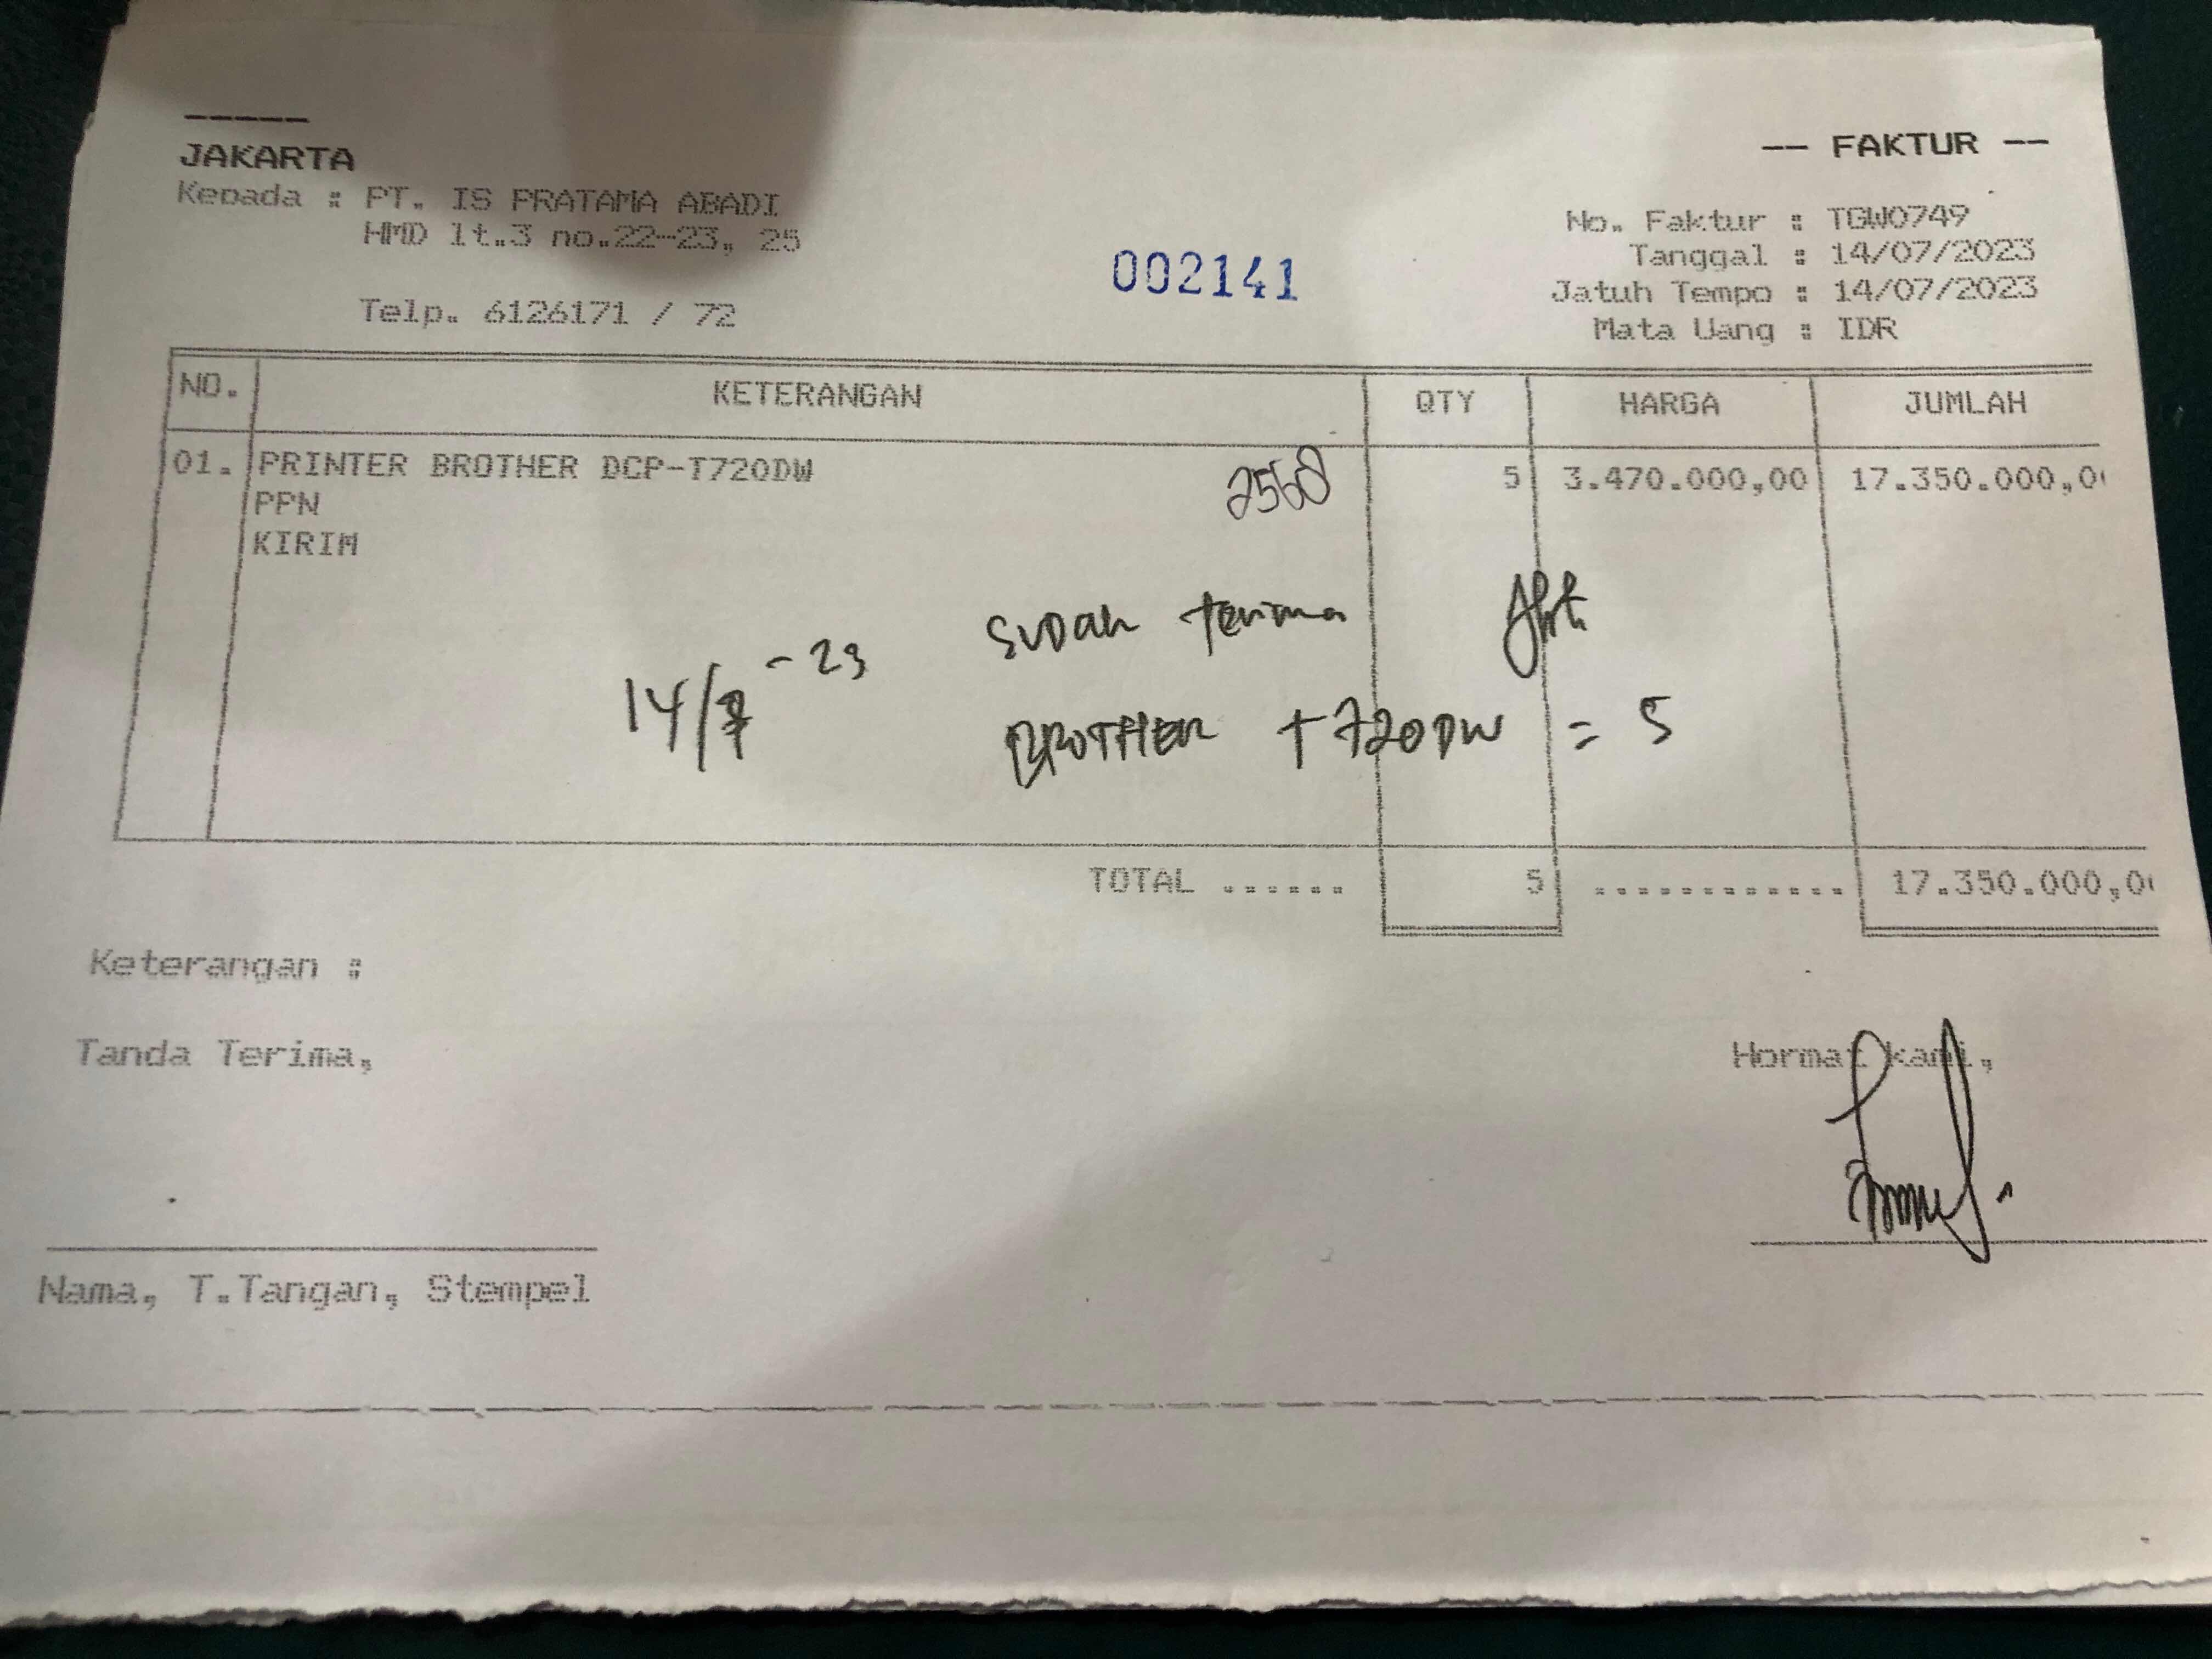 -----
JAKARTA
-- FAKTUR --
Kepada : PT. IS PRATAMA ABADI
HMD lt.3 no.22-23, 25
Telp. 6126171 / 72
002141
No. Faktur : TGW0749
Tanggal : 14/07/2023
Jatuh Tempo : 14/07/2023
Mata Uang : IDR
NO. KETERANGAN QTY HARGA JUMLAH
01. PRINTER BROTHER DCP-T720DW 5 3.470.000,00 17.350.000,0
PPN
KIRIM
14/7-23 SUDAH terima
BROTHER T720DW = 5
TOTAL ...... 5 ............. 17.350.000,0
Keterangan :
Tanda Terima,
Hormat kami,
Nama, T.Tangan, Stempel